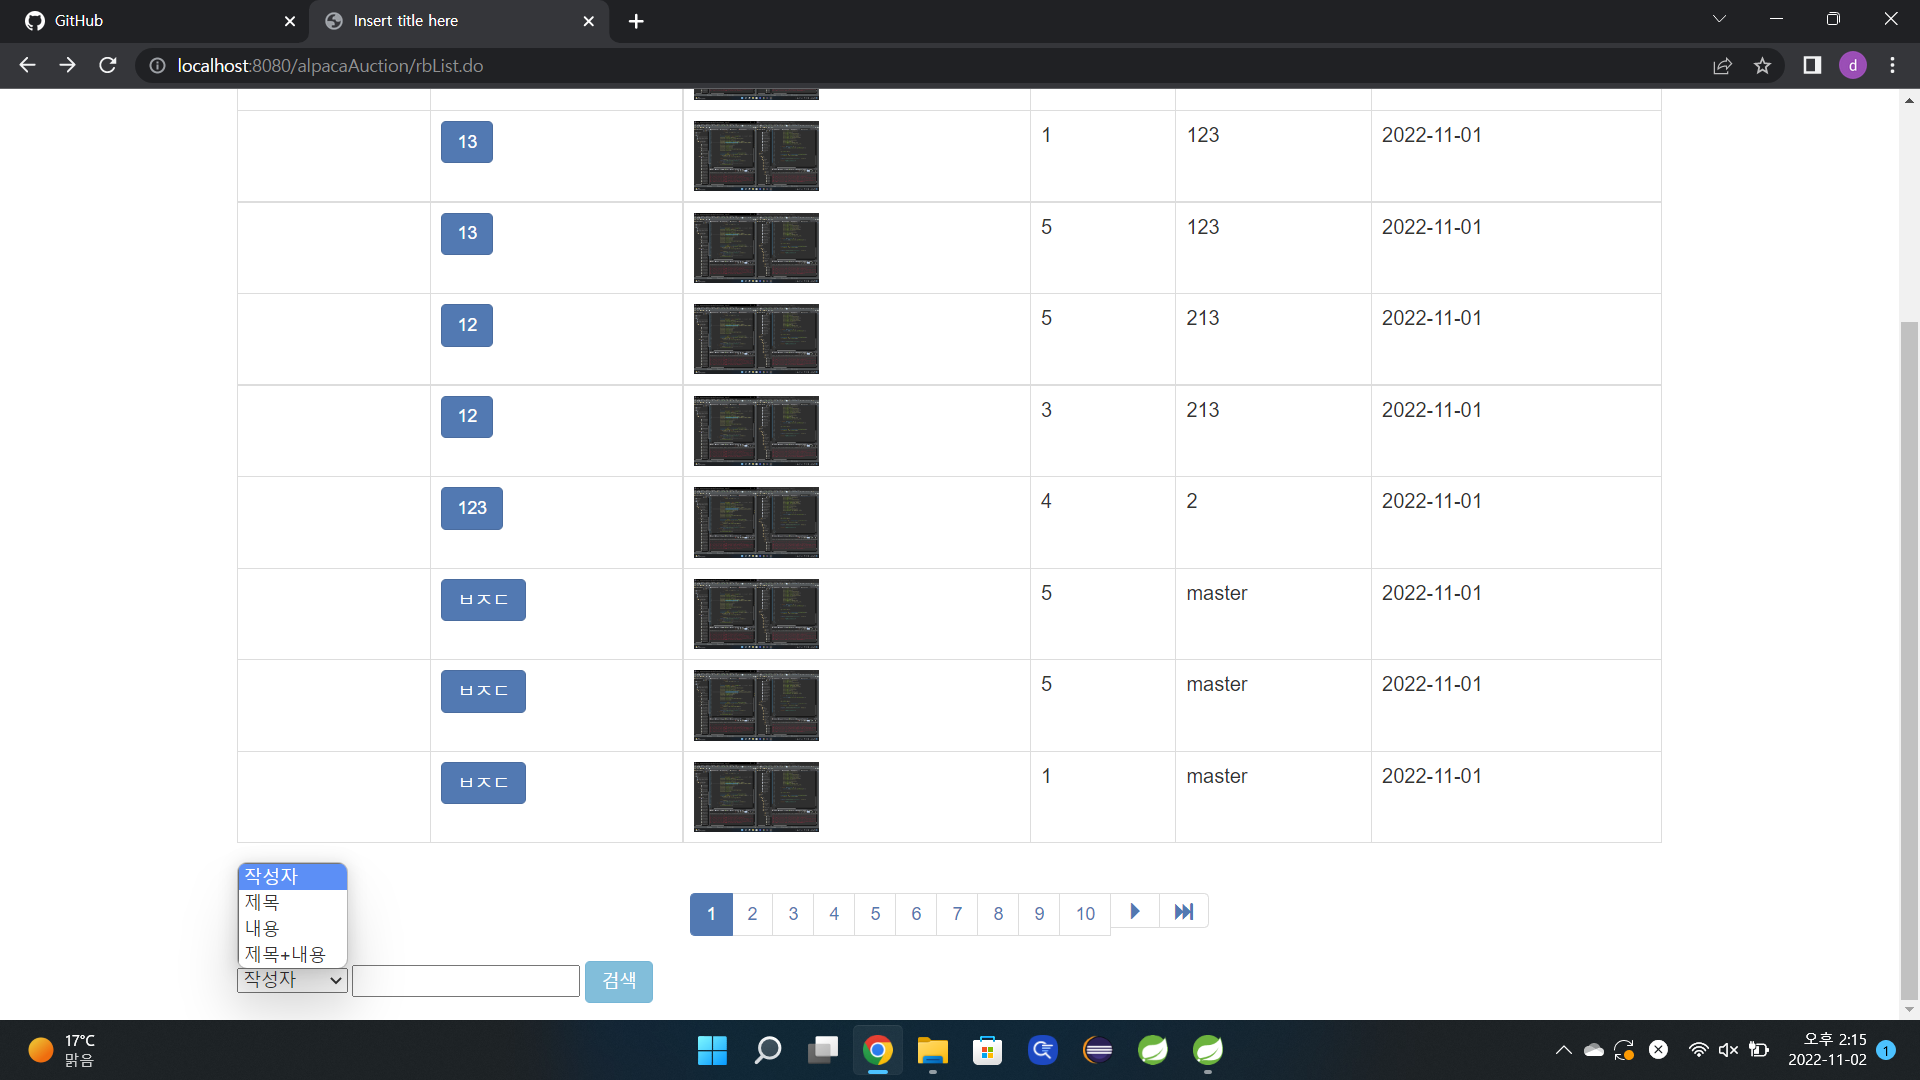 GitHub
Insert title here
localhost:8080/alpacaAuction/rbList.do
d
13 1 123 2022-11-01
13 5 123 2022-11-01
12 5 213 2022-11-01
12 3 213 2022-11-01
123 4 2 2022-11-01
ㅂㅈㄷ 5 master 2022-11-01
ㅂㅈㄷ 5 master 2022-11-01
ㅂㅈㄷ 1 master 2022-11-01
작성자
제목
내용
제목+내용
1 2 3 4 5 6 7 8 9 10
작성자 검색
17°C
맑음
오후 2:15
2022-11-02
1